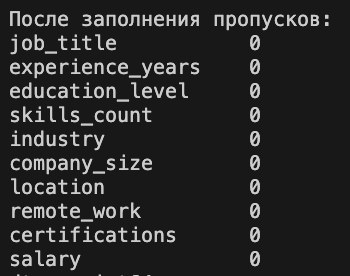 После заполнения пропусков:
job_title 0
experience_years 0
education_level 0
skills_count 0
industry 0
company_size 0
location 0
remote_work 0
certifications 0
salary 0